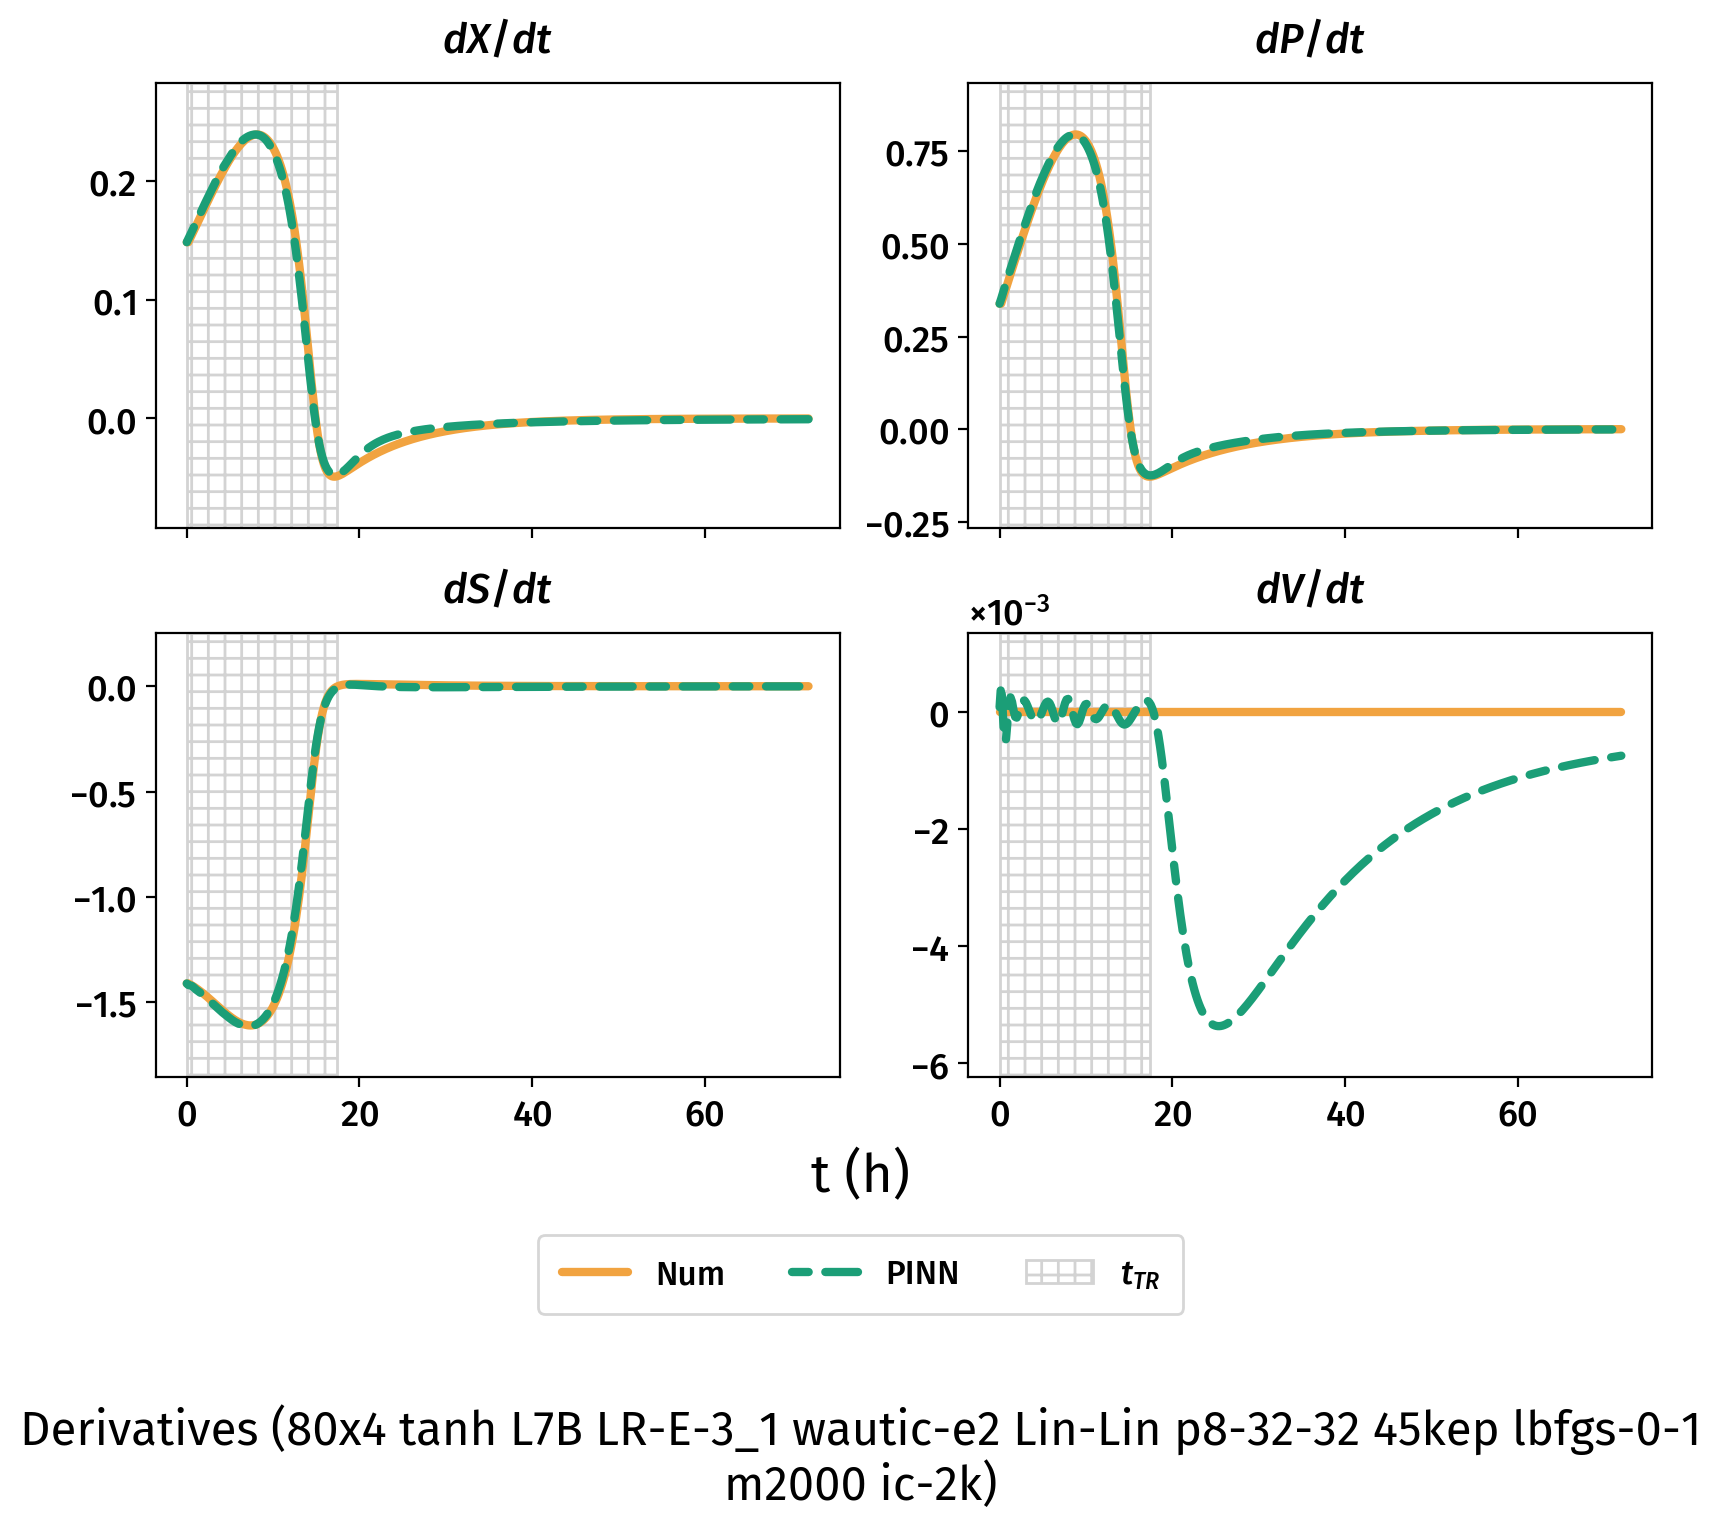 dX/dt
dP/dt
0.2
0.1
0.0
0.75
0.50
0.25
0.00
−0.25
dS/dt
dV/dt
×10⁻³
0.0
−0.5
−1.0
−1.5
0
−2
−4
−6
0 20 40 60
0 20 40 60
t (h)
Num PINN t_TR
Derivatives (80x4 tanh L7B LR-E-3_1 wautic-e2 Lin-Lin p8-32-32 45kep lbfgs-0-1
m2000 ic-2k)